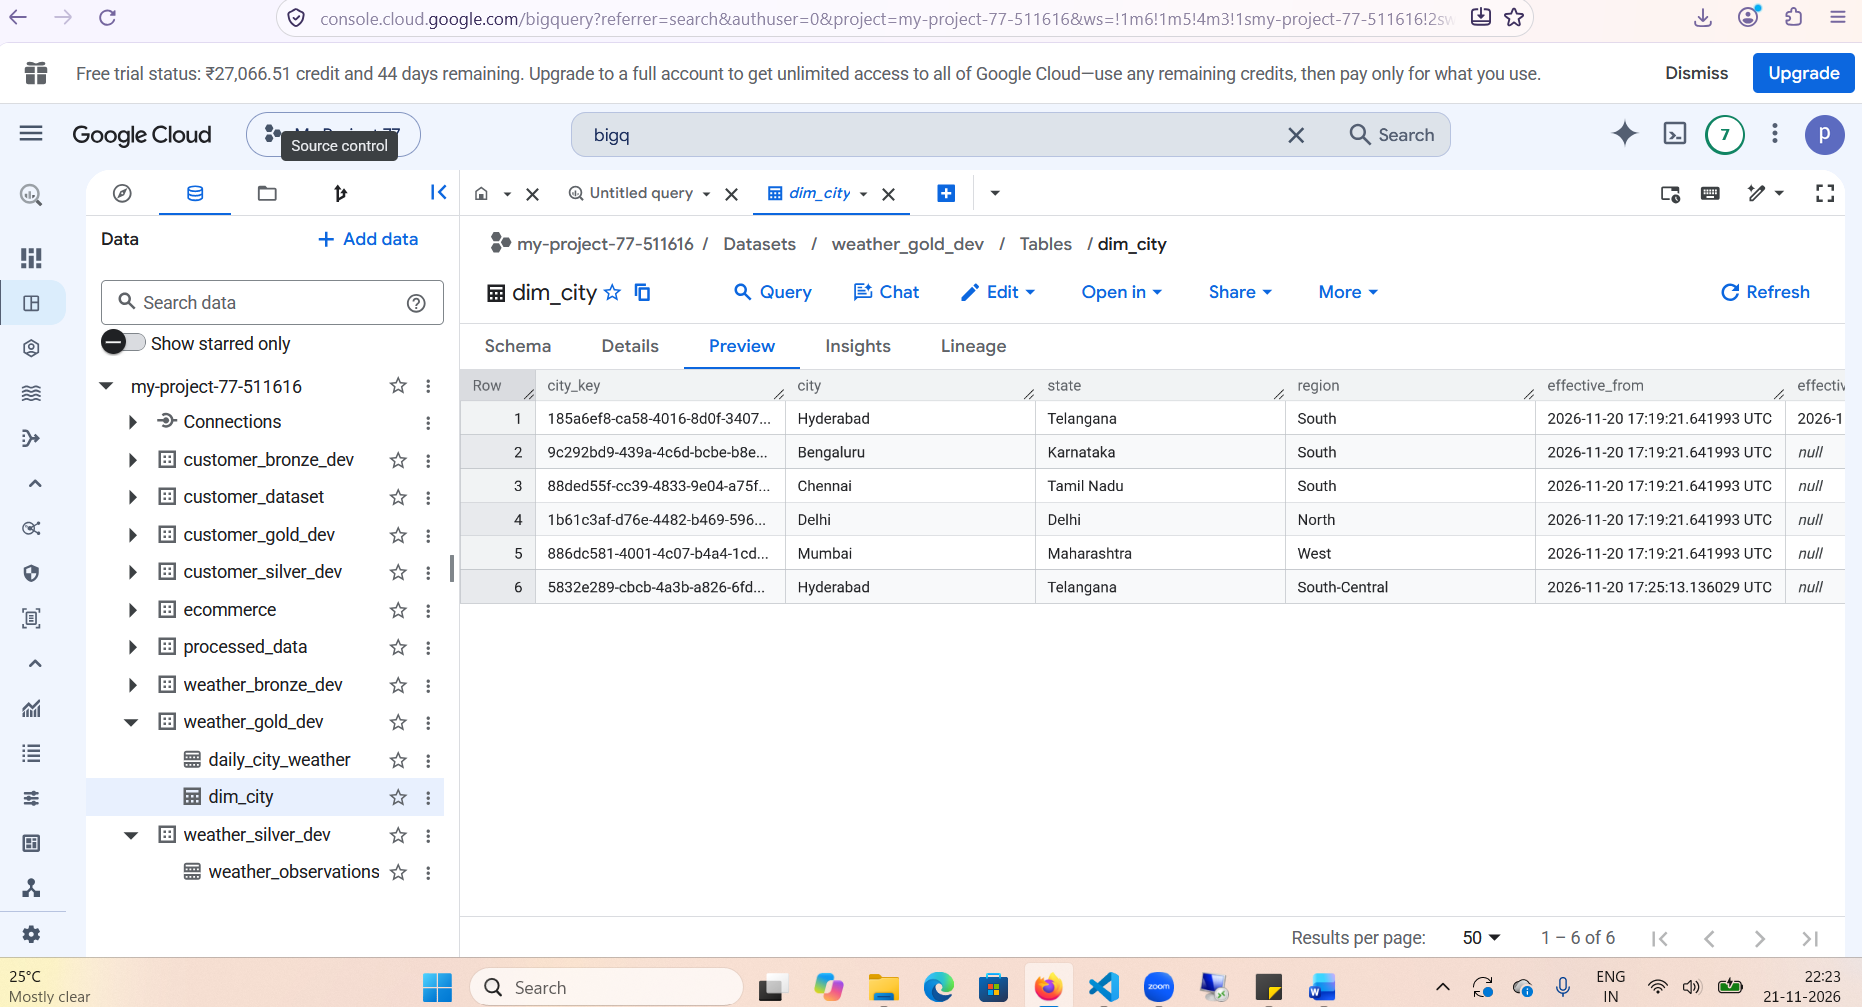 console.cloud.google.com/bigquery?referrer=search&authuser=0&project=my-project-77-511616&ws=!1m6!1m5!4m3!1smy-project-77-511616!2sw
Free trial status: ₹27,066.51 credit and 44 days remaining. Upgrade to a full account to get unlimited access to all of Google Cloud—use any remaining credits, then pay only for what you use.
Dismiss
Upgrade
Google Cloud
Source control
bigq
Search
7
p
Untitled query
dim_city
Data
Add data
my-project-77-511616 / Datasets / weather_gold_dev / Tables / dim_city
Search data
dim_city
Query
Chat
Edit
Open in
Share
More
Refresh
Show starred only
Schema
Details
Preview
Insights
Lineage
my-project-77-511616
Connections
customer_bronze_dev
customer_dataset
customer_gold_dev
customer_silver_dev
ecommerce
processed_data
weather_bronze_dev
weather_gold_dev
daily_city_weather
dim_city
weather_silver_dev
weather_observations
Row city_key city state region effective_from
1 185a6ef8-ca58-4016-8d0f-3407... Hyderabad Telangana South 2026-11-20 17:19:21.641993 UTC 2026-1
2 9c292bd9-439a-4c6d-bcbe-b8e... Bengaluru Karnataka South 2026-11-20 17:19:21.641993 UTC null
3 88ded55f-cc39-4833-9e04-a75f... Chennai Tamil Nadu South 2026-11-20 17:19:21.641993 UTC null
4 1b61c3af-d76e-4482-b469-596... Delhi Delhi North 2026-11-20 17:19:21.641993 UTC null
5 886dc581-4001-4c07-b4a4-1cd... Mumbai Maharashtra West 2026-11-20 17:19:21.641993 UTC null
6 5832e289-cbcb-4a3b-a826-6fd... Hyderabad Telangana South-Central 2026-11-20 17:25:13.136029 UTC null
Results per page: 50 1 – 6 of 6
25°C
Mostly clear
Search
zoom
ENG
IN
22:23
21-11-2026